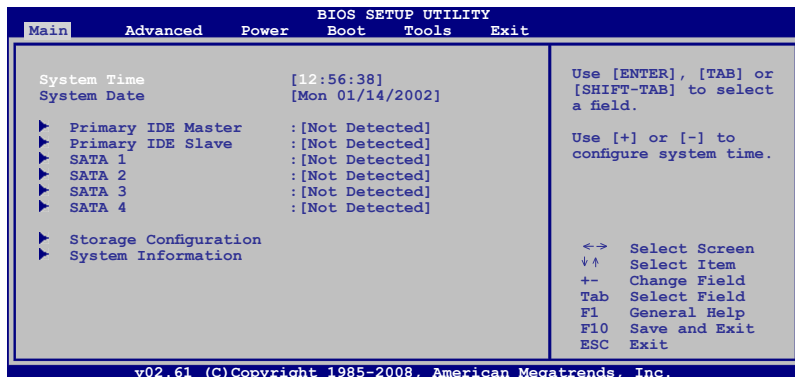 BIOS SETUP UTILITY
Main Advanced Power Boot Tools Exit
System Time [12:56:38]
System Date [Mon 01/14/2002]
Primary IDE Master :[Not Detected]
Primary IDE Slave :[Not Detected]
SATA 1 :[Not Detected]
SATA 2 :[Not Detected]
SATA 3 :[Not Detected]
SATA 4 :[Not Detected]
Storage Configuration
System Information
Use [ENTER], [TAB] or
[SHIFT-TAB] to select
a field.
Use [+] or [-] to
configure system time.
←→ Select Screen
↓↑ Select Item
+- Change Field
Tab Select Field
F1 General Help
F10 Save and Exit
ESC Exit
v02.61 (C)Copyright 1985-2008, American Megatrends, Inc.